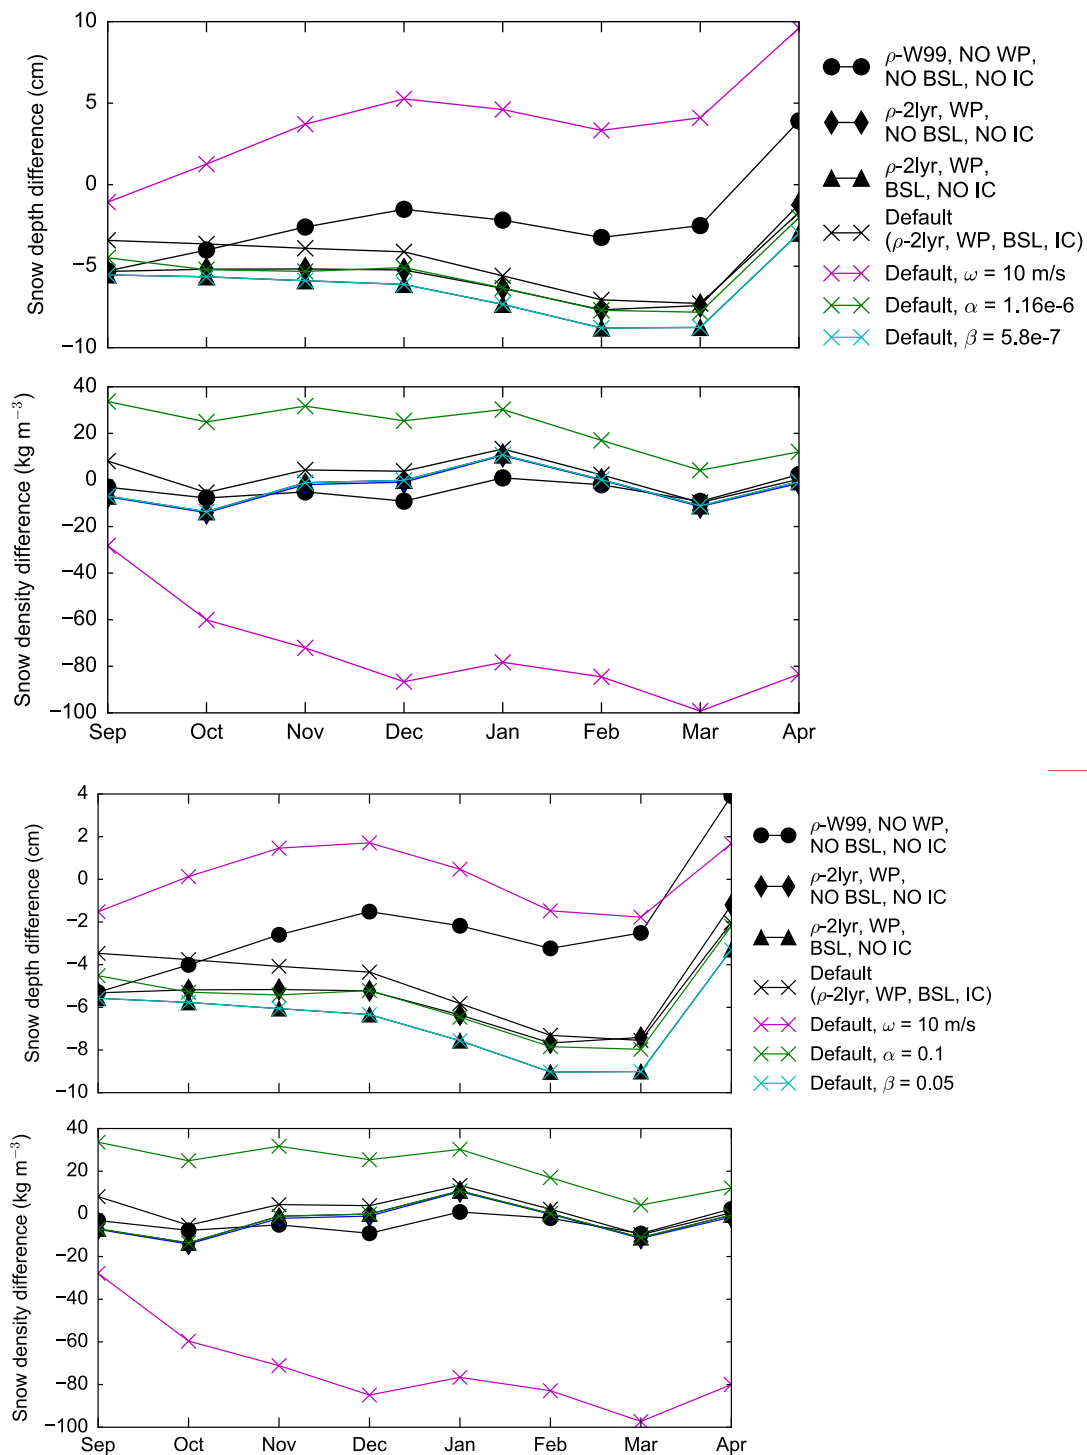 10
5
0
−5
−10
Snow depth difference (cm)
ρ-W99, NO WP,
NO BSL, NO IC
ρ-2lyr, WP,
NO BSL, NO IC
ρ-2lyr, WP,
BSL, NO IC
Default
(ρ-2lyr, WP, BSL, IC)
Default, ω = 10 m/s
Default, α = 1.16e-6
Default, β = 5.8e-7
40
20
0
−20
−40
−60
−80
−100
Snow density difference (kg m⁻³)
Sep Oct Nov Dec Jan Feb Mar Apr
4
2
0
−2
−4
−6
−8
−10
Snow depth difference (cm)
ρ-W99, NO WP,
NO BSL, NO IC
ρ-2lyr, WP,
NO BSL, NO IC
ρ-2lyr, WP,
BSL, NO IC
Default
(ρ-2lyr, WP, BSL, IC)
Default, ω = 10 m/s
Default, α = 0.1
Default, β = 0.05
40
20
0
−20
−40
−60
−80
−100
Snow density difference (kg m⁻³)
Sep Oct Nov Dec Jan Feb Mar Apr